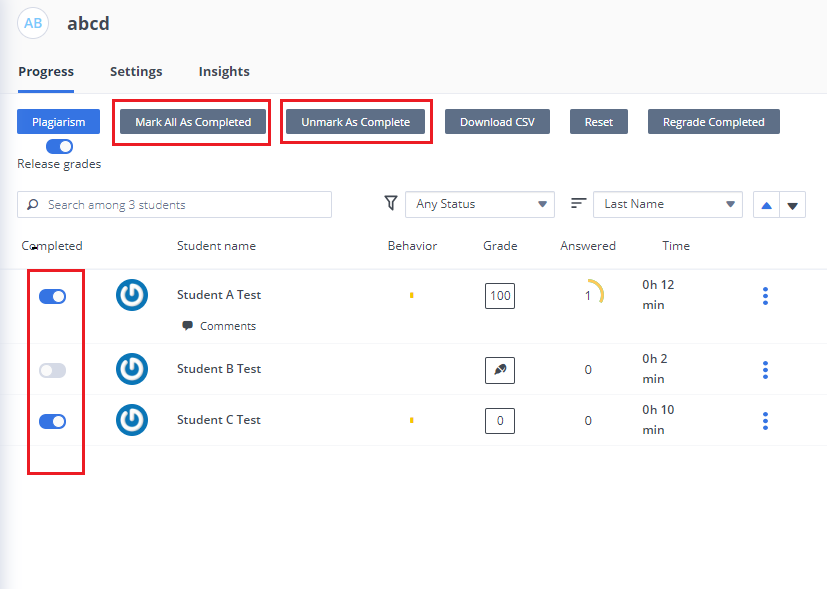 AB abcd
Progress Settings Insights
Plagiarism Mark All As Completed Unmark As Complete Download CSV Reset Regrade Completed
Release grades
Search among 3 students Any Status Last Name
Completed Student name Behavior Grade Answered Time
Student A Test 100 1 0h 12
min
Comments
Student B Test 0 0h 2
min
Student C Test 0 0 0h 10
min